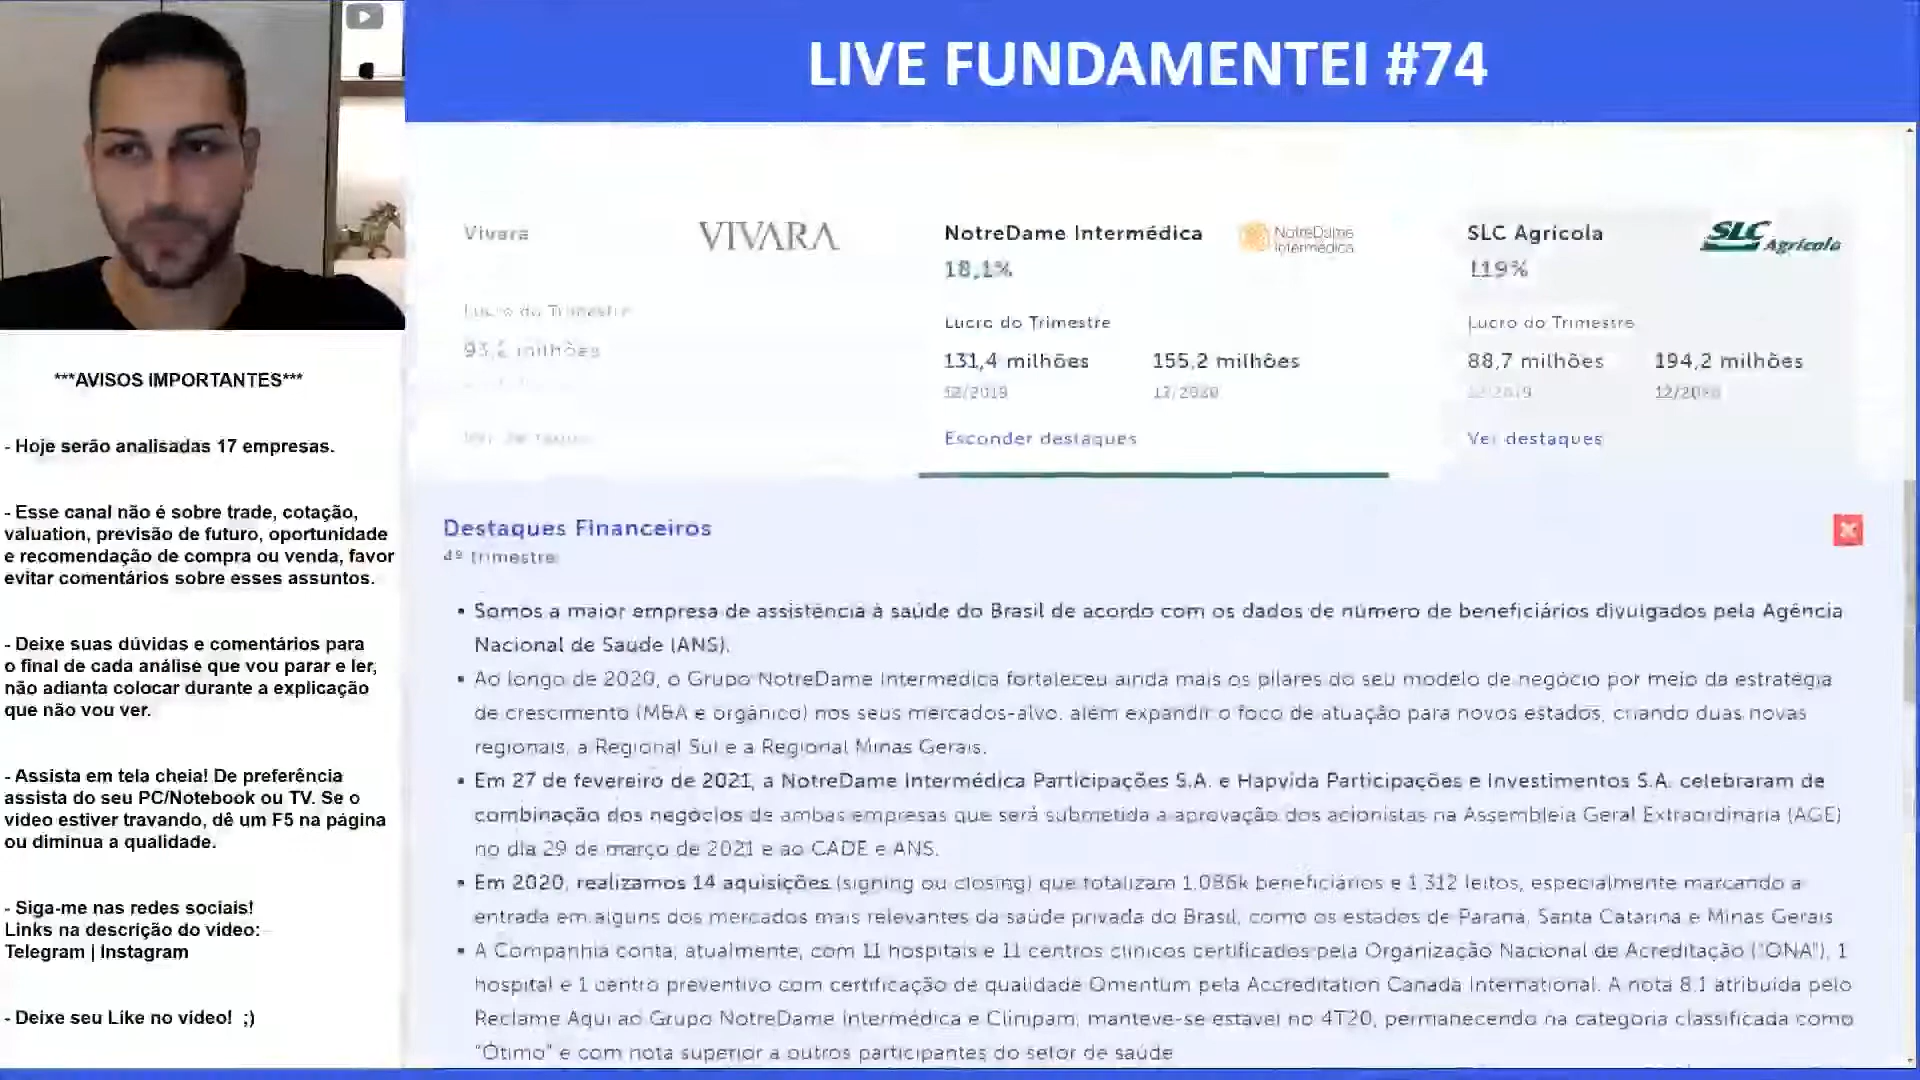 LIVE FUNDAMENTEI #74
***AVISOS IMPORTANTES***
- Hoje serão analisadas 17 empresas.
- Esse canal não é sobre trade, cotação,
valuation, previsão de futuro, oportunidade
e recomendação de compra ou venda, favor
evitar comentários sobre esses assuntos.
- Deixe suas dúvidas e comentários para
o final de cada análise que vou parar e ler,
não adianta colocar durante a explicação
que não vou ver.
- Assista em tela cheia! De preferência
assista do seu PC/Notebook ou TV. Se o
video estiver travando, dê um F5 na página
ou diminua a qualidade.
- Siga-me nas redes sociais!
Links na descrição do video:
Telegram | Instagram
- Deixe seu Like no video! ;)
Vivara
VIVARA
Lucro do Trimestre
milhões
NotreDame Intermédica
NotreDame
Intermédica
18,1%
Lucro do Trimestre
131,4 milhões 155,2 milhões
12/2019 12/2020
Esconder destaques
SLC Agrícola
SLC Agrícola
119%
Lucro do Trimestre
88,7 milhões 194,2 milhões
12/2019 12/2020
Ver destaques
Destaques Financeiros
4º trimestre
• Somos a maior empresa de assistência à saúde do Brasil de acordo com os dados de número de beneficiários divulgados pela Agência
Nacional de Saude (ANS).
• Ao longo de 2020, o Grupo NotreDame Intermedica fortaleceu ainda mais os pilares do seu modelo de negócio por meio da estratégia
de crescimento (M&A e orgânico) nos seus mercados-alvo, além expandir o foco de atuação para novos estados, criando duas novas
regionais, a Regional Sul e a Regional Minas Gerais.
• Em 27 de fevereiro de 2021, a NotreDame Intermédica Participações S.A. e Hapvida Participações e Investimentos S.A. celebraram de
combinação dos negócios de ambas empresas que será submetida a aprovação dos acionistas na Assembleia Geral Extraordinária (AGE)
no dia 29 de março de 2021 e ao CADE e ANS.
• Em 2020, realizamos 14 aquisições (signing ou closing) que totalizam 1.086k beneficiários e 1.312 leitos, especialmente marcando a
entrada em alguns dos mercados mais relevantes da saúde privada do Brasil, como os estados de Paraná, Santa Catarina e Minas Gerais
• A Companhia conta, atualmente, com 11 hospitais e 11 centros clínicos certificados pela Organização Nacional de Acreditação ("ONA"), 1
hospital e 1 centro preventivo com certificação de qualidade Qmentum pela Accreditation Canada International. A nota 8.1 atribuída pelo
Reclame Aqui ao Grupo NotreDame Intermédica e Clinipam, manteve-se estável no 4T20, permanecendo na categoria classificada como
"Ótimo" e com nota superior a outros participantes do setor de saúde